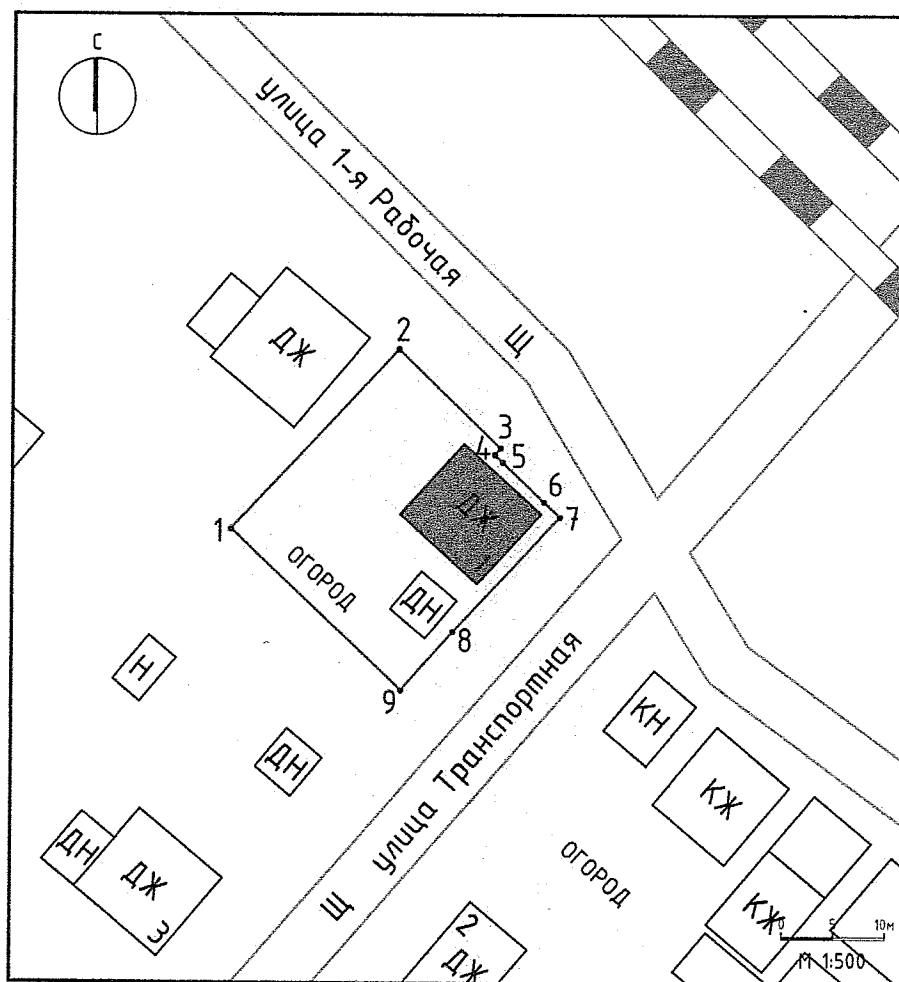 С
улица 1-я Рабочая
Щ
ДЖ
2
3
4
5
6
7
ДЖ
1
ОГОРОД
ДН
8
9
Н
ДН
улица Транспортная
Щ
КН
КЖ
ДН
ДЖ
3
ОГОРОД
КЖ
2
ДЖ
0 5 10м
М 1:500